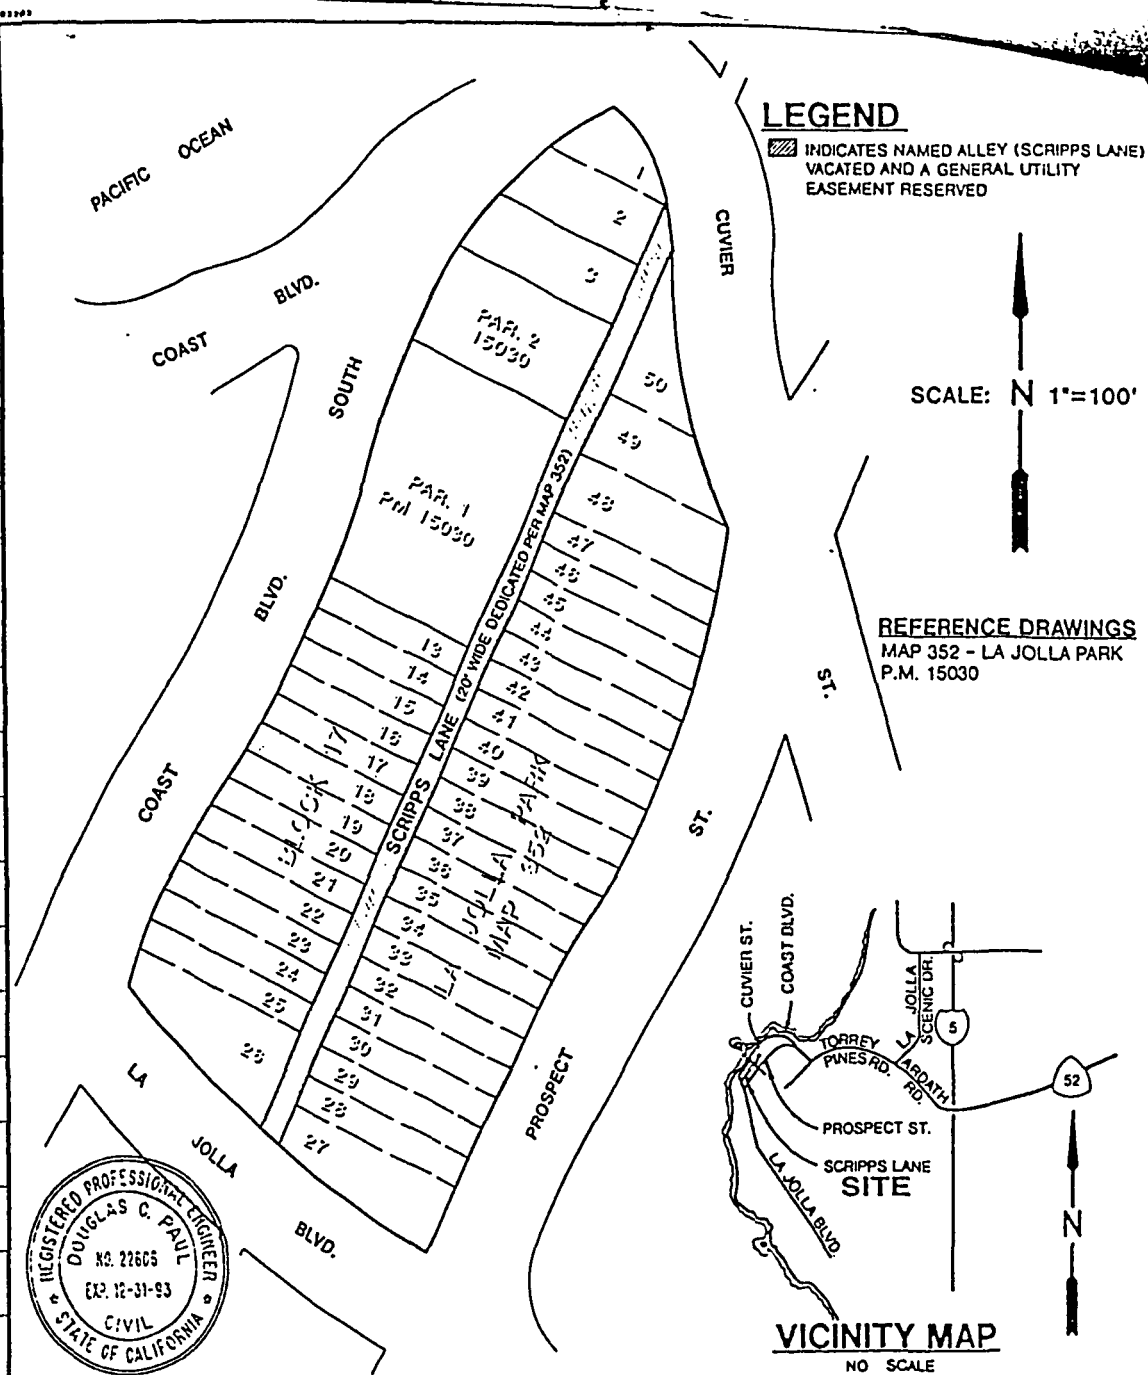 PACIFIC OCEAN
LEGEND
INDICATES NAMED ALLEY (SCRIPPS LANE)
VACATED AND A GENERAL UTILITY
EASEMENT RESERVED
CUVIER
ST.
COAST BLVD.
SOUTH
BLVD.
COAST
SCALE: N 1"=100'
REFERENCE DRAWINGS
MAP 352 - LA JOLLA PARK
P.M. 15030
1
2
3
PAR. 2
15030
PAR. 1
PM 15030
13
14
15
16
17
18
19
20
21
22
23
24
25
26
BLOCK 17
SCRIPPS LANE (20' WIDE DEDICATED PER MAP 352)
50
49
48
47
46
45
44
43
42
41
40
39
38
37
36
35
34
33
32
31
30
29
28
27
LA JOLLA PARK
MAP 352
PROSPECT ST.
LA JOLLA BLVD.
REGISTERED PROFESSIONAL ENGINEER
DOUGLAS C. PAUL
NO. 22605
EXP. 12-31-93
CIVIL
STATE OF CALIFORNIA
CUVIER ST.
COAST BLVD.
LA JOLLA
SCENIC DR.
5
TORREY
PINES RD.
ARDATH
RD.
52
PROSPECT ST.
SCRIPPS LANE
SITE
LA JOLLA BLVD.
N
VICINITY MAP
NO SCALE